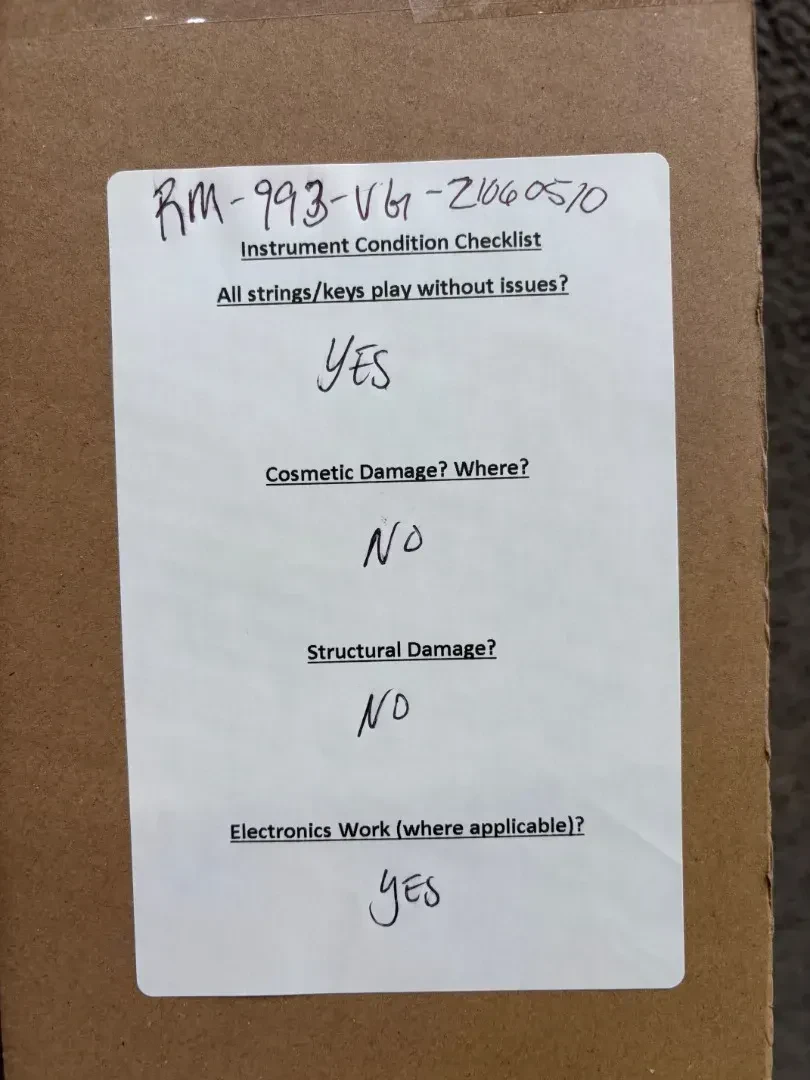 RM-993-VG-21060510
Instrument Condition Checklist
All strings/keys play without issues?
YES
Cosmetic Damage? Where?
NO
Structural Damage?
NO
Electronics Work (where applicable)?
YES